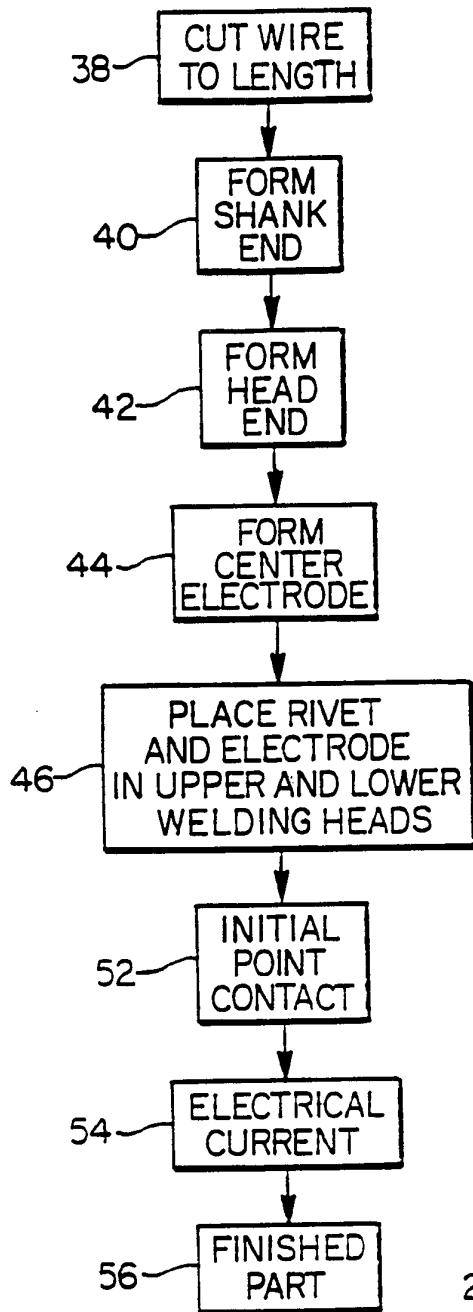 38
CUT WIRE
TO LENGTH
40
FORM
SHANK
END
42
FORM
HEAD
END
44
FORM
CENTER
ELECTRODE
46
PLACE RIVET
AND ELECTRODE
IN UPPER AND LOWER
WELDING HEADS
52
INITIAL
POINT
CONTACT
54
ELECTRICAL
CURRENT
56
FINISHED
PART
2